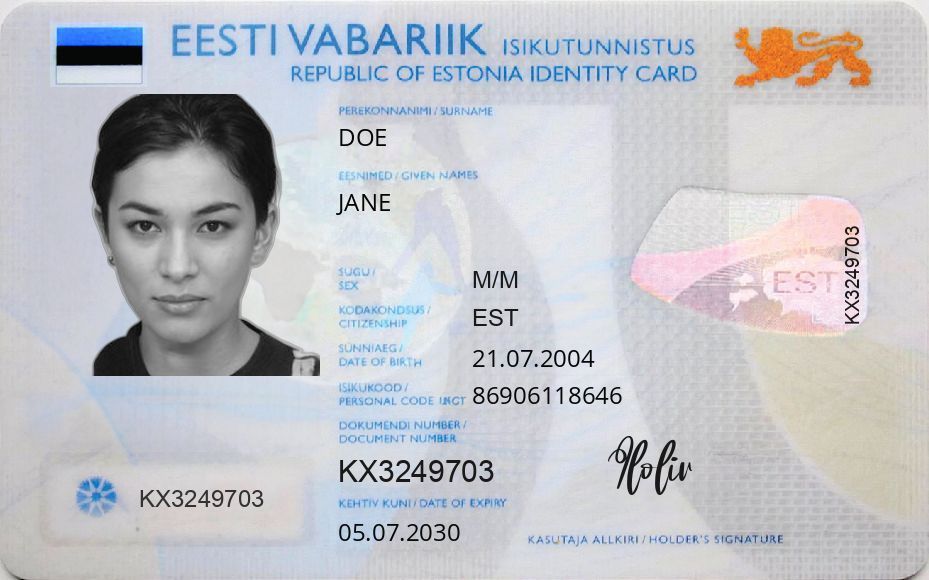 EESTI VABARIIK ISIKUTUNNISTUS
REPUBLIC OF ESTONIA IDENTITY CARD
PEREKONNANIMI / SURNAME
DOE
EESNIMED / GIVEN NAMES
JANE
SUGU /
SEX
M/M
KODAKONDSUS /
CITIZENSHIP
EST
SÜNNIAEG /
DATE OF BIRTH
21.07.2004
ISIKUKOOD /
PERSONAL CODE
86906118646
DOKUMENDI NUMBER /
DOCUMENT NUMBER
KX3249703
KEHTIV KUNI / DATE OF EXPIRY
05.07.2030
KX3249703
EST
KX3249703
KASUTAJA ALLKIRI / HOLDER'S SIGNATURE